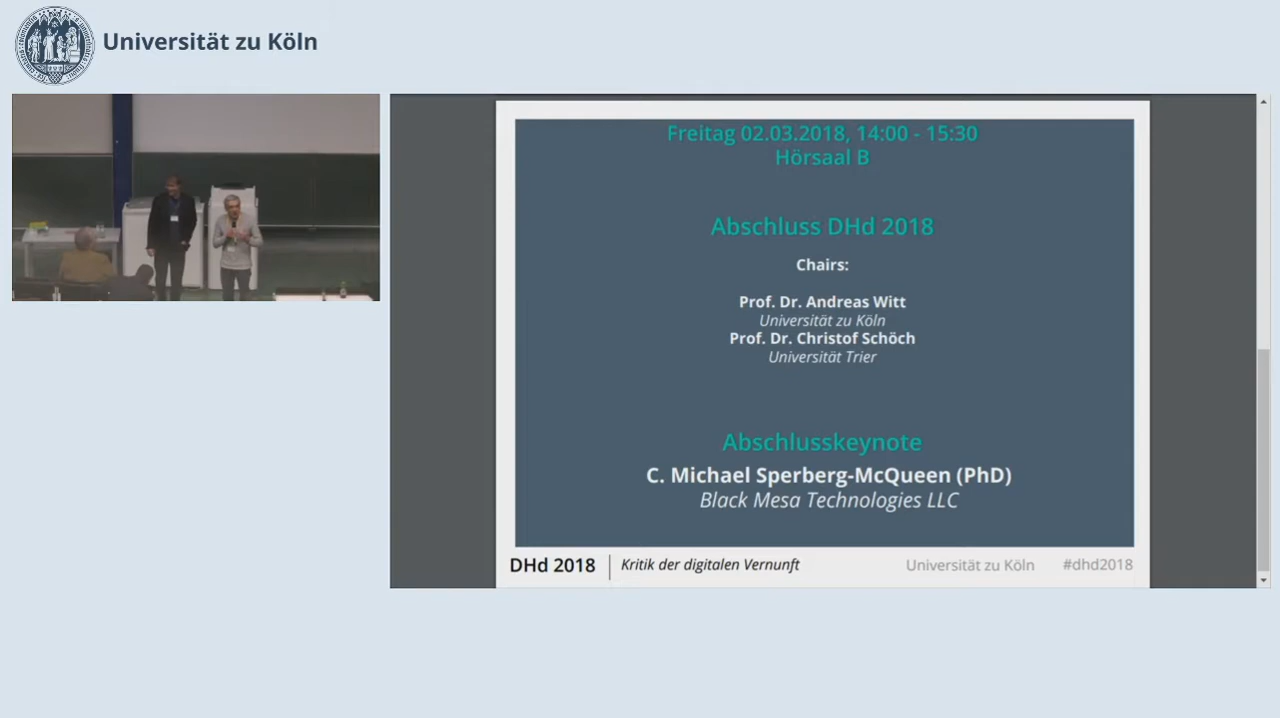 Universität zu Köln
Freitag 02.03.2018, 14:00 - 15:30
Hörsaal B
Abschluss DHd 2018
Chairs:
Prof. Dr. Andreas Witt
Universität zu Köln
Prof. Dr. Christof Schöch
Universität Trier
Abschlusskeynote
C. Michael Sperberg-McQueen (PhD)
Black Mesa Technologies LLC
DHd 2018
Kritik der digitalen Vernunft
Universität zu Köln
#dhd2018